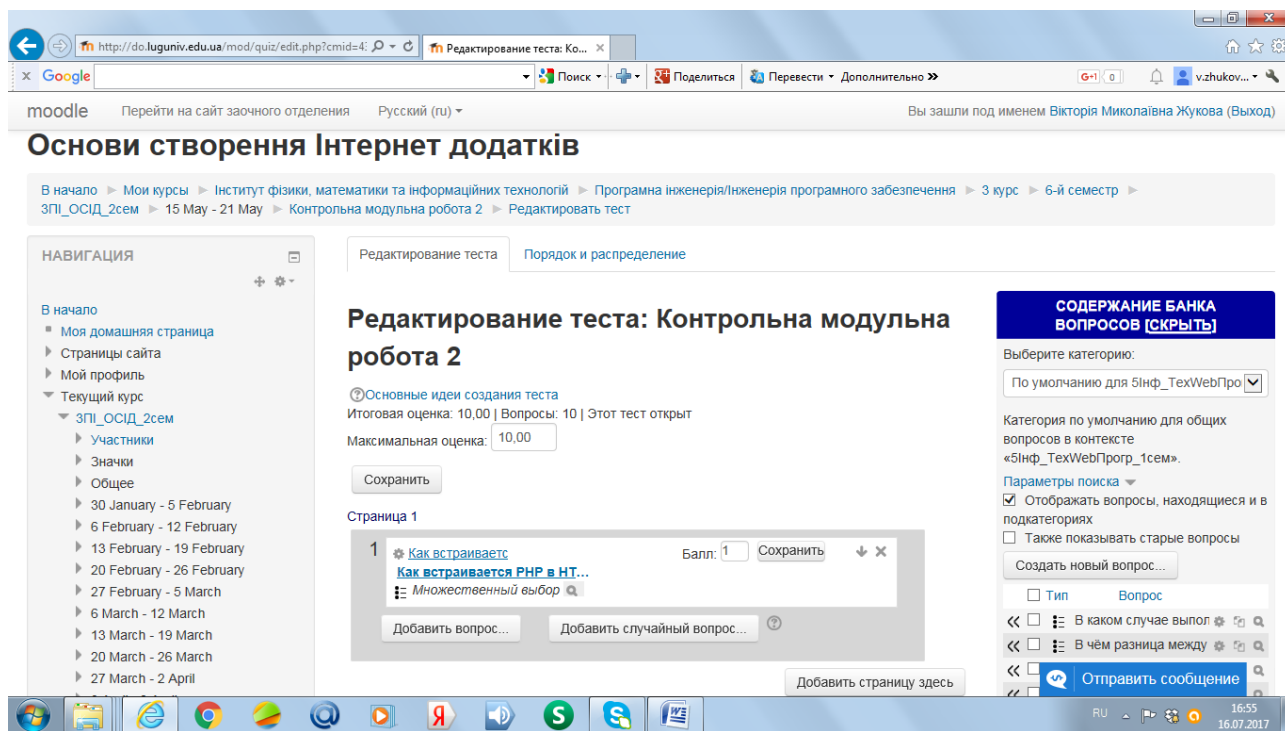 http://do.luguniv.edu.ua/mod/quiz/edit.php?cmid=4
Редактирование теста: Ко...
x Google
Поиск
Поделиться
Перевести
Дополнительно »
G+1
0
v.zhukov...
moodle
Перейти на сайт заочного отделения
Русский (ru)
Вы зашли под именем Вікторія Миколаївна Жукова (Выход)
Основи створення Інтернет додатків
В начало ► Мои курсы ► Інститут фізики, математики та інформаційних технологій ► Програмна інженерія/Інженерія програмного забезпечення ► 3 курс ► 6-й семестр ►
3ПІ_ОСІД_2сем ► 15 May - 21 May ► Контрольна модульна робота 2 ► Редактировать тест
НАВИГАЦИЯ
В начало
Моя домашняя страница
Страницы сайта
Мой профиль
Текущий курс
3ПІ_ОСІД_2сем
Участники
Значки
Общее
30 January - 5 February
6 February - 12 February
13 February - 19 February
20 February - 26 February
27 February - 5 March
6 March - 12 March
13 March - 19 March
20 March - 26 March
27 March - 2 April
Редактирование теста
Порядок и распределение
Редактирование теста: Контрольна модульна
робота 2
Основные идеи создания теста
Итоговая оценка: 10,00 | Вопросы: 10 | Этот тест открыт
Максимальная оценка: 10,00
Сохранить
Страница 1
1
Как встраиваетс
Балл: 1
Сохранить
Как встраивается PHP в HT...
Множественный выбор
Добавить вопрос...
Добавить случайный вопрос...
Добавить страницу здесь
СОДЕРЖАНИЕ БАНКА
ВОПРОСОВ [СКРЫТЬ]
Выберите категорию:
По умолчанию для 5Інф_ТехWebПро
Категория по умолчанию для общих
вопросов в контексте
«5Інф_ТехWebПрогр_1сем».
Параметры поиска
Отображать вопросы, находящиеся и в
подкатегориях
Также показывать старые вопросы
Создать новый вопрос...
Тип
Вопрос
В каком случае выпол
В чём разница между
Отправить сообщение
RU
16:55
16.07.2017